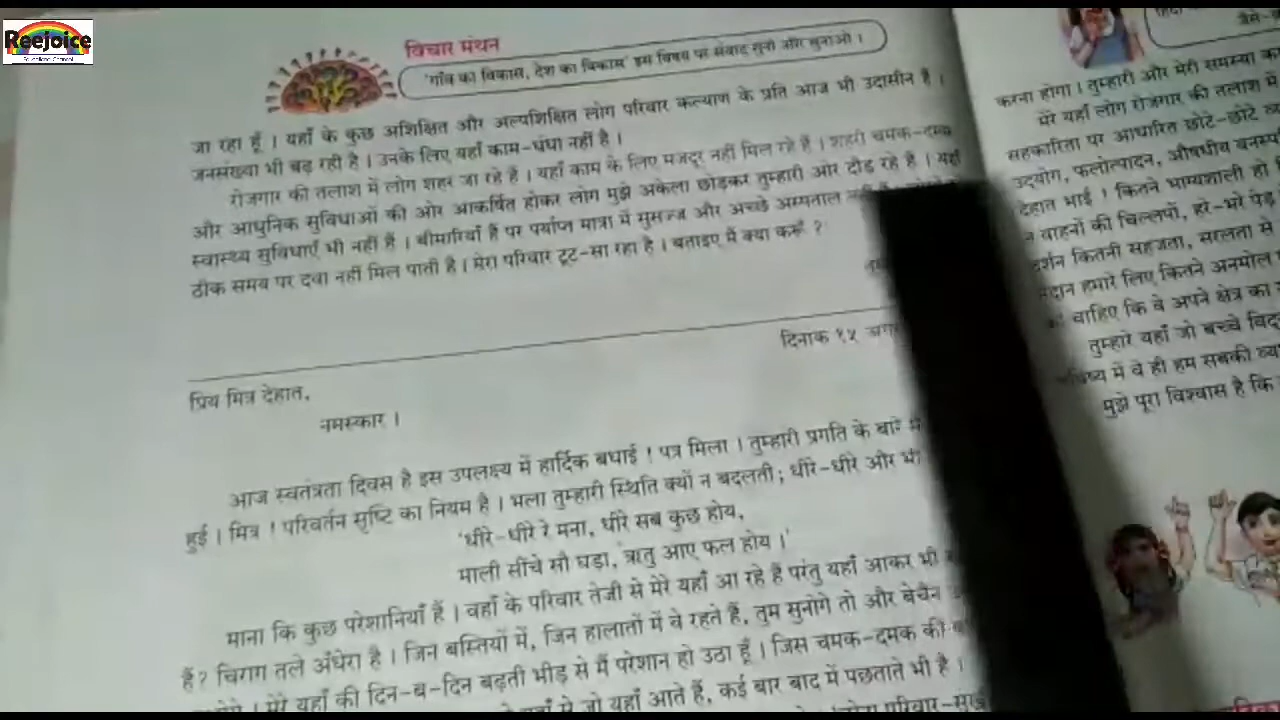 Reejoice
Educational Channel
विचार मंथन
'गाँव का विकास, देश का विकास' इस विषय पर संवाद सुनो और सुनाओ ।
जा रहा हूँ । यहाँ के कुछ अशिक्षित और अल्पशिक्षित लोग परिवार कल्याण के प्रति आज भी उदासीन हैं ।
जनसंख्या भी बढ़ रही है । उनके लिए यहाँ काम-धंधा नहीं है ।
रोजगार की तलाश में लोग शहर जा रहे हैं । यहाँ काम के लिए मजदूर नहीं मिल रहे हैं । शहरी चमक-दमक
और आधुनिक सुविधाओं की ओर आकर्षित होकर लोग मुझे अकेला छोड़कर तुम्हारी ओर दौड़ रहे हैं । यहाँ
स्वास्थ्य सुविधाएँ भी नहीं हैं । बीमारियाँ हैं पर पर्याप्त मात्रा में सुसज्ज और अच्छे अस्पताल
ठीक समय पर दवा नहीं मिल पाती है । मेरा परिवार टूट-सा रहा है । बताइए मैं क्या करूँ ?
दिनांक १५
प्रिय मित्र देहात,
नमस्कार ।
आज स्वतंत्रता दिवस है इस उपलक्ष्य में हार्दिक बधाई ! पत्र मिला । तुम्हारी प्रगति के बारे में
हुई । मित्र ! परिवर्तन सृष्टि का नियम है । भला तुम्हारी स्थिति क्यों न बदलती ; धीरे-धीरे और भी
'धीरे-धीरे रे मना, धीरे सब कुछ होय,
माली सींचे सौ घड़ा, ऋतु आए फल होय ।'
माना कि कुछ परेशानियाँ हैं । वहाँ के परिवार तेजी से मेरे यहाँ आ रहे हैं परंतु यहाँ आकर भी
हैं ? चिराग तले अँधेरा है । जिन बस्तियों में, जिन हालातों में वे रहते हैं, तुम सुनोगे तो और बेचैन
मेरे यहाँ की दिन-ब-दिन बढ़ती भीड़ से मैं परेशान हो उठा हूँ । जिस चमक-दमक की
से जो यहाँ आते हैं, कई बार बाद में पछताते भी हैं ।
परिवार-सुख
करना होगा । तुम्हारी और मेरी समस्या का
मेरे यहाँ लोग रोजगार की तलाश में
सहकारिता पर आधारित छोटे-छोटे
उद्योग, फलोत्पादन, औषधीय
देहात भाई ! कितने भाग्यशाली हो
न वाहनों की चिल्लपों, हरे-भरे पेड़
दर्शन कितनी सहजता, सरलता से
हमारे लिए कितने अनमोल
चाहिए कि वे अपने क्षेत्र का
तुम्हारे यहाँ जो बच्चे
में वे ही हम सबकी
मुझे पूरा विश्वास है कि